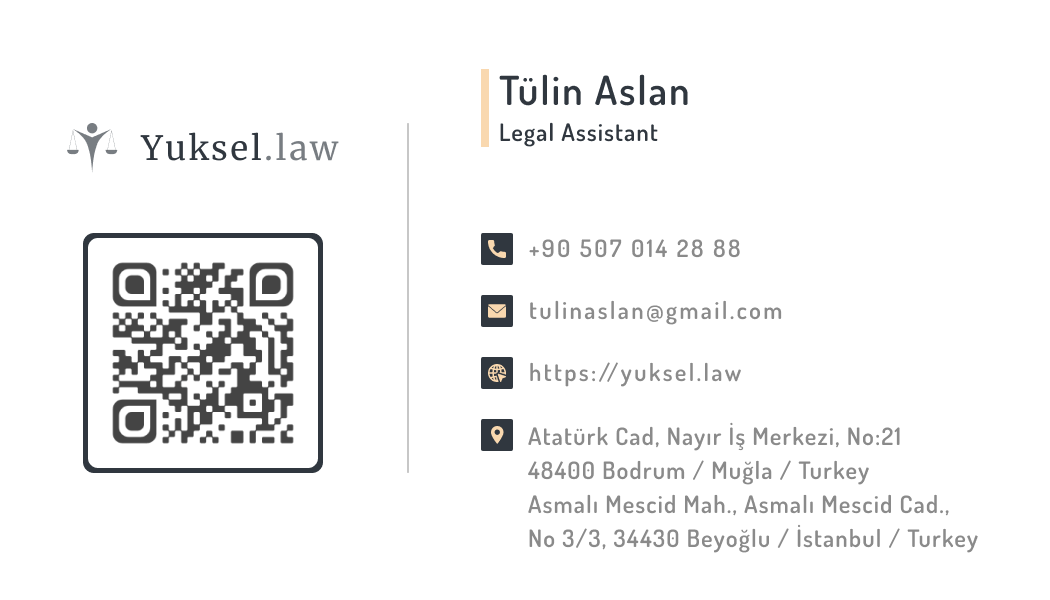 Yuksel.law
Tülin Aslan
Legal Assistant
+90 507 014 28 88
tulinaslan@gmail.com
https://yuksel.law
Atatürk Cad, Nayır İş Merkezi, No:21
48400 Bodrum / Muğla / Turkey
Asmalı Mescid Mah., Asmalı Mescid Cad.,
No 3/3, 34430 Beyoğlu / İstanbul / Turkey